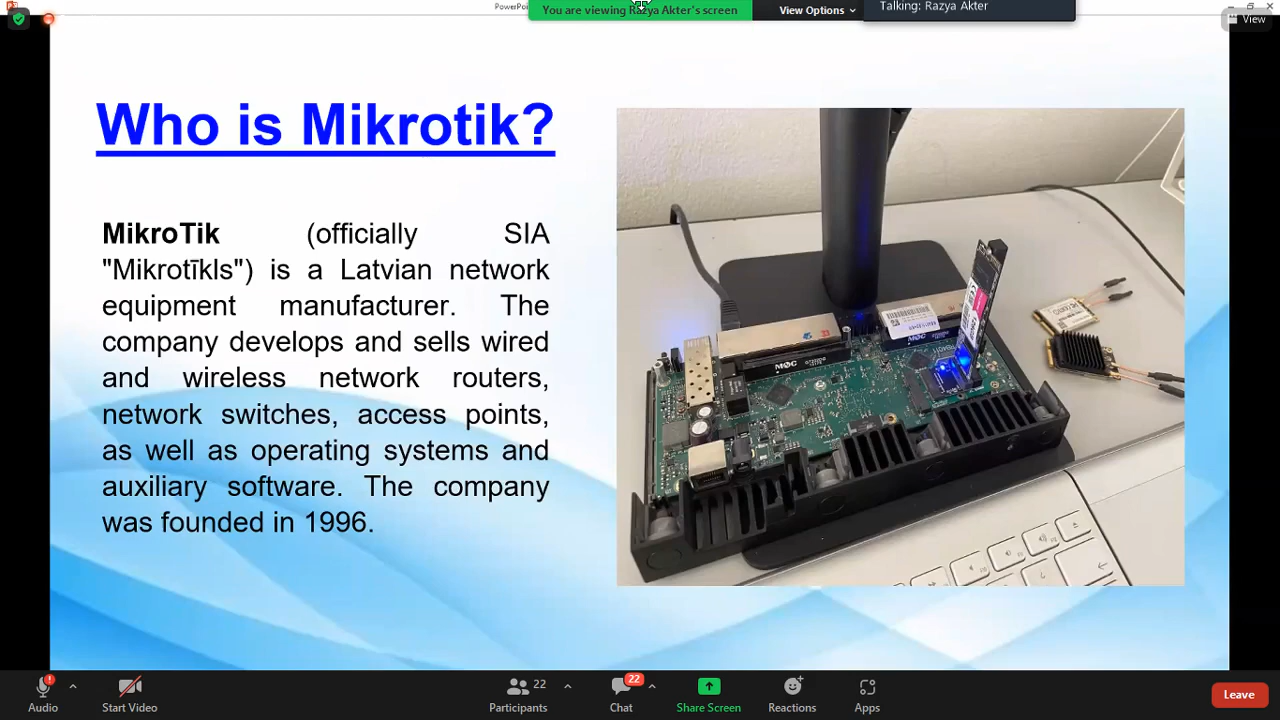 PowerPoi
You are viewing Razya Akter's screen
View Options
Talking: Razya Akter
View
Who is Mikrotik?
MikroTik (officially SIA
"Mikrotīkls") is a Latvian network
equipment manufacturer. The
company develops and sells wired
and wireless network routers,
network switches, access points,
as well as operating systems and
auxiliary software. The company
was founded in 1996.
MQC
Audio
Start Video
22
Participants
22
Chat
Share Screen
Reactions
Apps
Leave